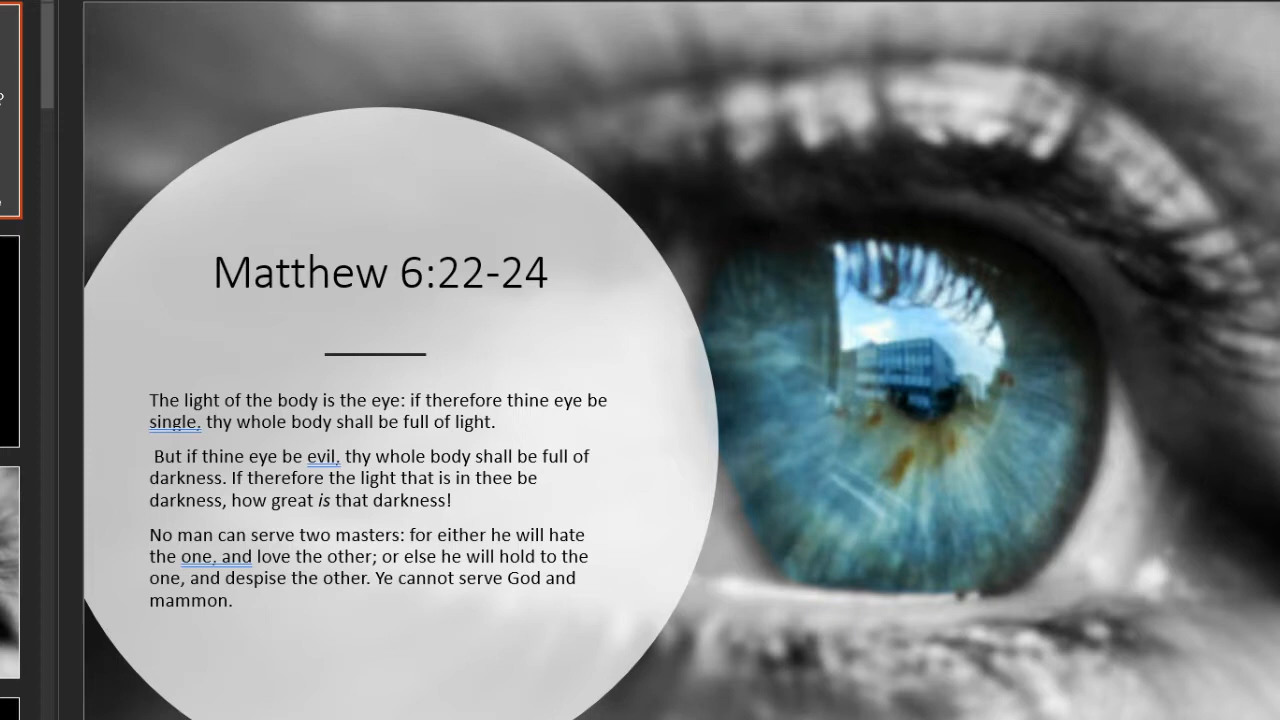 Matthew 6:22-24
The light of the body is the eye: if therefore thine eye be
single, thy whole body shall be full of light.
But if thine eye be evil, thy whole body shall be full of
darkness. If therefore the light that is in thee be
darkness, how great is that darkness!
No man can serve two masters: for either he will hate
the one, and love the other; or else he will hold to the
one, and despise the other. Ye cannot serve God and
mammon.